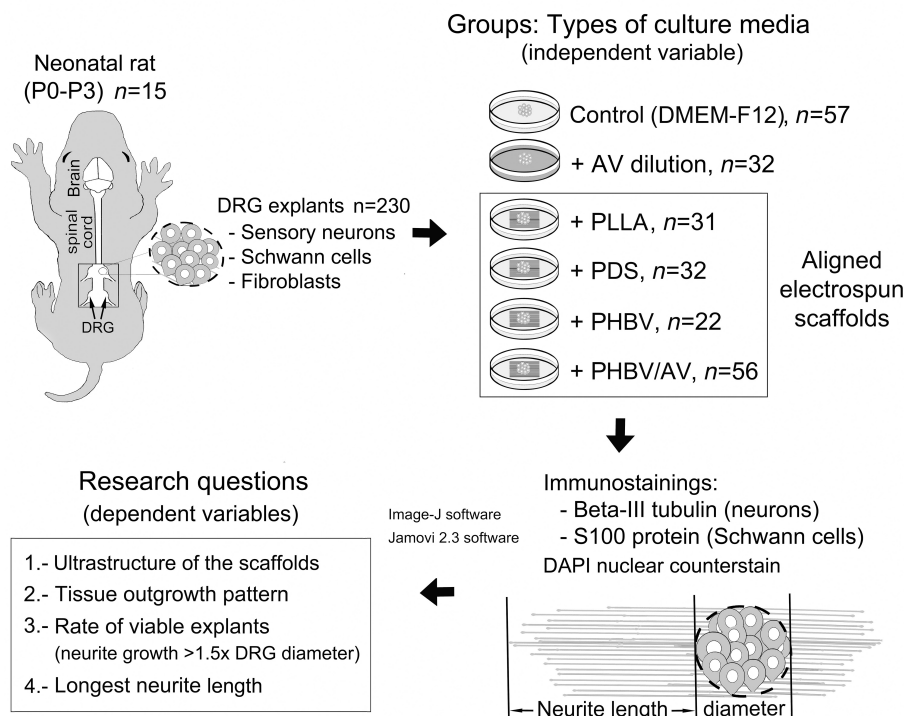 Groups: Types of culture media
(independent variable)
Neonatal rat
(P0-P3) n=15
Brain
spinal
cord
DRG
DRG explants n=230
- Sensory neurons
- Schwann cells
- Fibroblasts
Control (DMEM-F12), n=57
+ AV dilution, n=32
+ PLLA, n=31
+ PDS, n=32
+ PHBV, n=22
+ PHBV/AV, n=56
Aligned
electrospun
scaffolds
Immunostainings:
- Beta-III tubulin (neurons)
- S100 protein (Schwann cells)
DAPI nuclear counterstain
Neurite length
diameter
Image-J software
Jamovi 2.3 software
Research questions
(dependent variables)
1.- Ultrastructure of the scaffolds
2.- Tissue outgrowth pattern
3.- Rate of viable explants
(neurite growth >1.5x DRG diameter)
4.- Longest neurite length